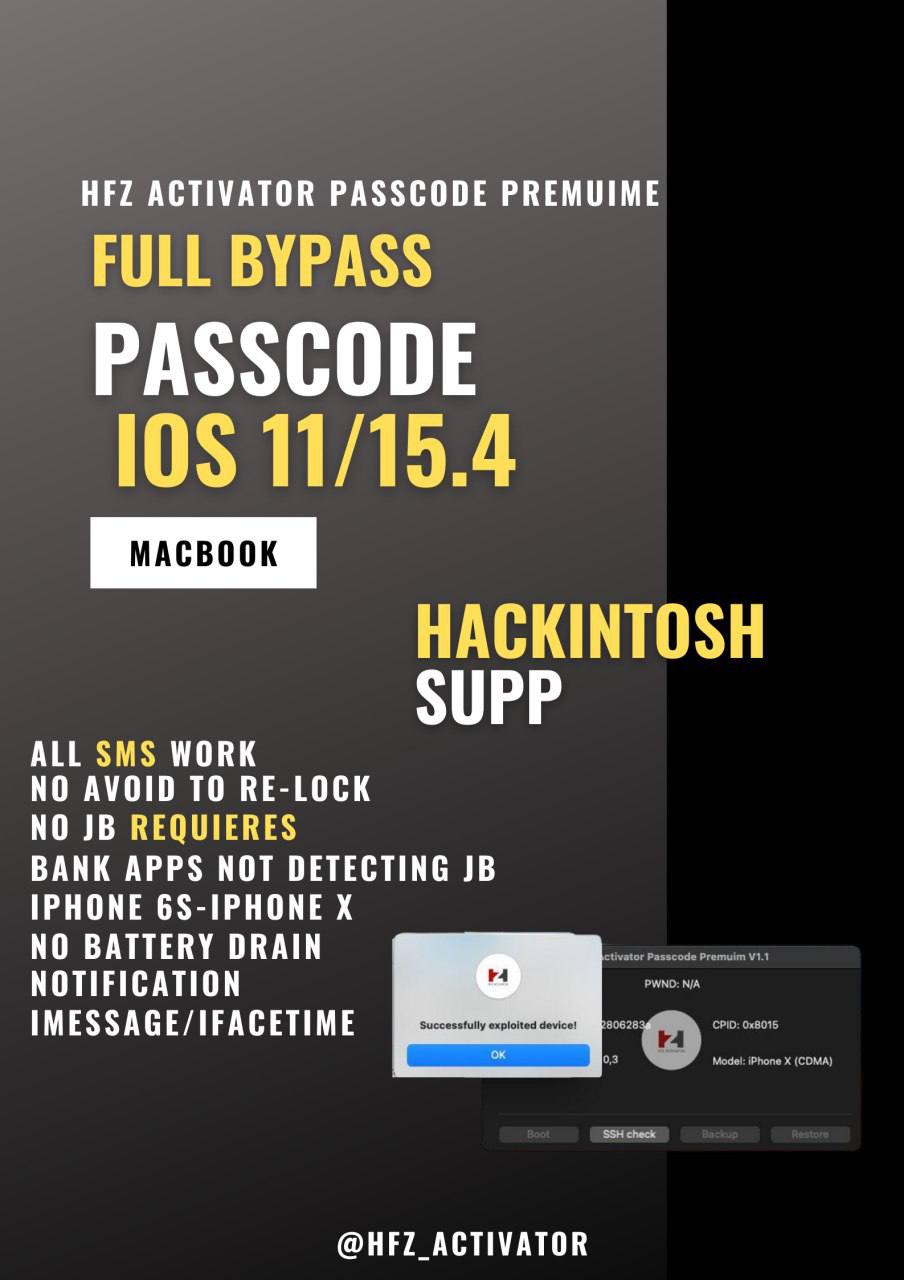 HFZ ACTIVATOR PASSCODE PREMUIME
FULL BYPASS
PASSCODE
IOS 11/15.4
MACBOOK
HACKINTOSH
SUPP
ALL SMS WORK
NO AVOID TO RE-LOCK
NO JB REQUIERES
BANK APPS NOT DETECTING JB
IPHONE 6S-IPHONE X
NO BATTERY DRAIN
NOTIFICATION
IMESSAGE/IFACETIME
Activator Passcode Premuim V1.1
PWND: N/A
Successfully exploited device!
2806283a
CPID: 0x8015
OK
0,3
Model: iPhone X (CDMA)
Boot
SSH check
Backup
Restore
@HFZ_ACTIVATOR